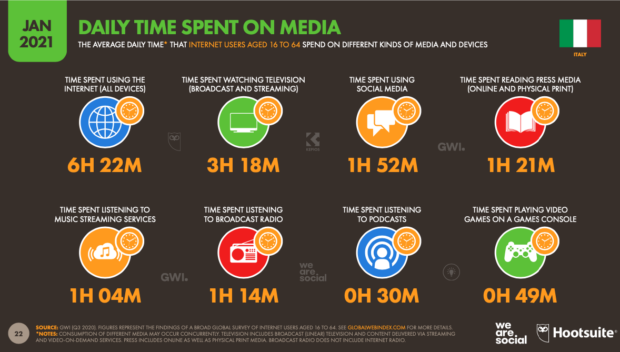 JAN
2021
DAILY TIME SPENT ON MEDIA
THE AVERAGE DAILY TIME* THAT INTERNET USERS AGED 16 TO 64 SPEND ON DIFFERENT KINDS OF MEDIA AND DEVICES
ITALY
TIME SPENT USING THE
INTERNET (ALL DEVICES)
6H 22M
TIME SPENT WATCHING TELEVISION
(BROADCAST AND STREAMING)
3H 18M
TIME SPENT USING
SOCIAL MEDIA
1H 52M
TIME SPENT READING PRESS MEDIA
(ONLINE AND PHYSICAL PRINT)
1H 21M
GWI.
TIME SPENT LISTENING TO
MUSIC STREAMING SERVICES
1H 04M
TIME SPENT LISTENING
TO BROADCAST RADIO
1H 14M
TIME SPENT LISTENING
TO PODCASTS
0H 30M
TIME SPENT PLAYING VIDEO
GAMES ON A GAMES CONSOLE
0H 49M
GWI.
we
are.
social
22
SOURCE: GWI (Q3 2020). FIGURES REPRESENT THE FINDINGS OF A BROAD GLOBAL SURVEY OF INTERNET USERS AGED 16 TO 64. SEE GLOBALWEBINDEX.COM FOR MORE DETAILS.
*NOTES: CONSUMPTION OF DIFFERENT MEDIA MAY OCCUR CONCURRENTLY. TELEVISION INCLUDES BROADCAST (LINEAR) TELEVISION AND CONTENT DELIVERED VIA STREAMING
AND VIDEO-ON-DEMAND SERVICES. PRESS INCLUDES ONLINE AS WELL AS PHYSICAL PRINT MEDIA. BROADCAST RADIO DOES NOT INCLUDE INTERNET RADIO.
we
are.
social
Hootsuite®